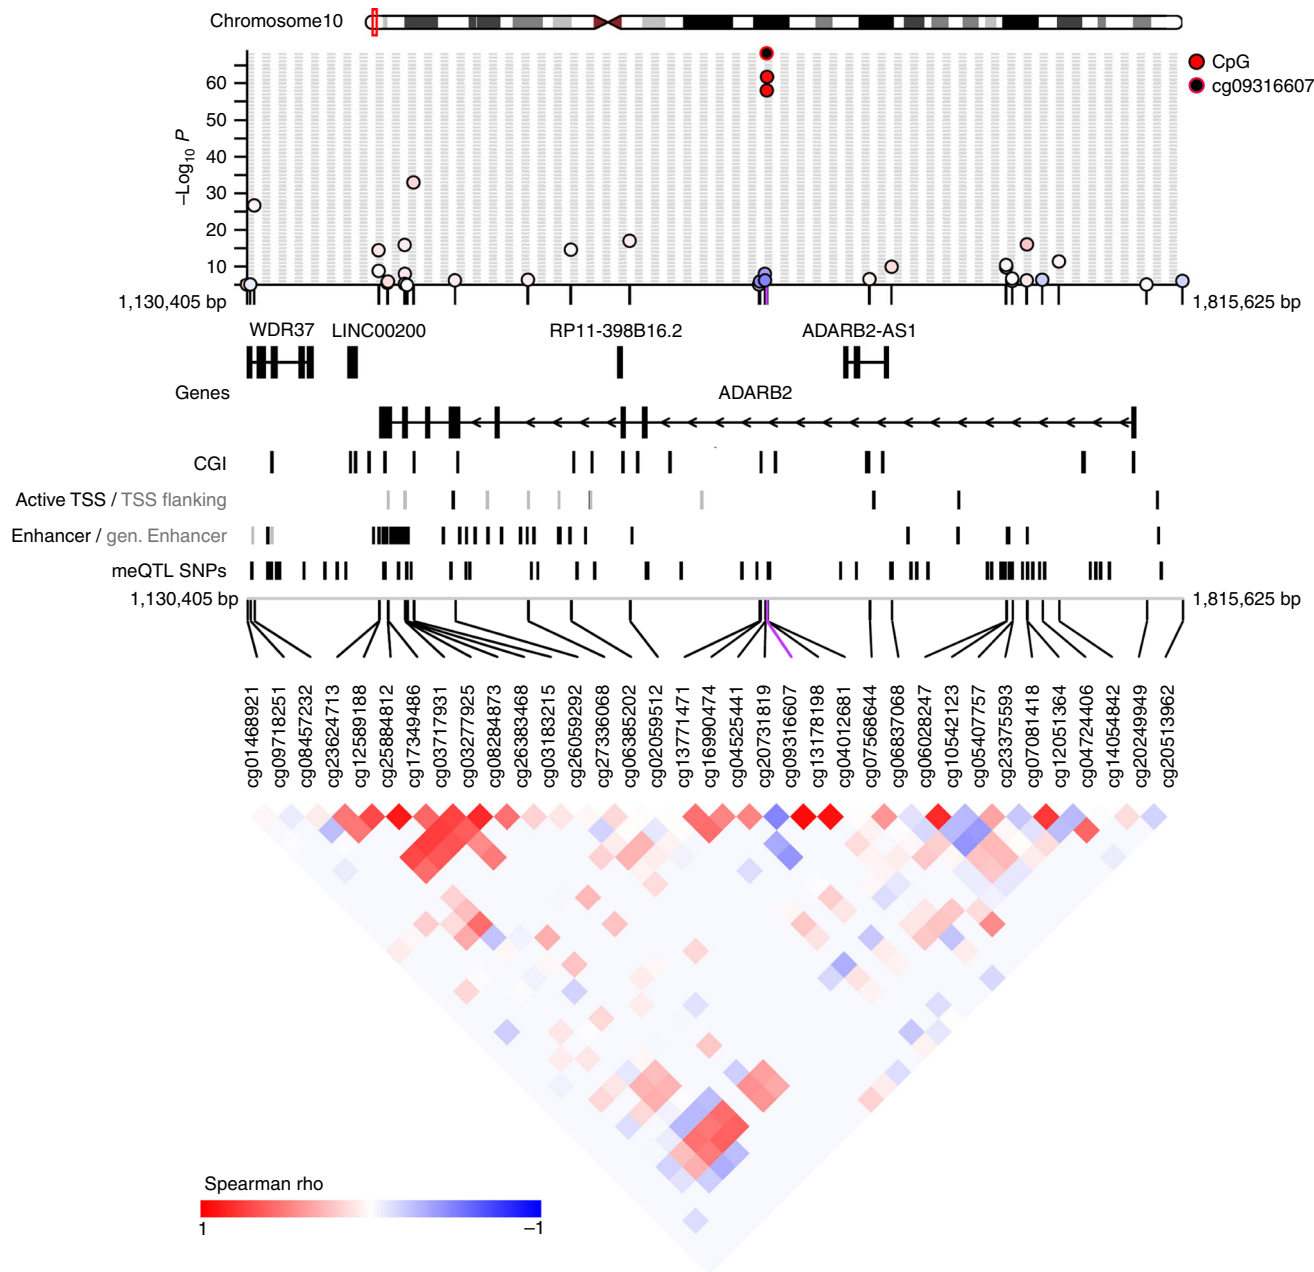 Chromosome10
CpG
cg09316607
–Log10 P
60
50
40
30
20
10
1,130,405 bp
1,815,625 bp
WDR37
LINC00200
RP11-398B16.2
ADARB2-AS1
Genes
ADARB2
CGI
Active TSS / TSS flanking
Enhancer / gen. Enhancer
meQTL SNPs
1,130,405 bp
1,815,625 bp
cg01468921
cg09718251
cg08457232
cg23624713
cg12589188
cg25884812
cg17349486
cg03717931
cg03277925
cg08284873
cg26383468
cg03183215
cg26059292
cg27336068
cg06385202
cg02059512
cg13771471
cg16990474
cg04525441
cg20731819
cg09316607
cg13178198
cg04012681
cg07568644
cg06837068
cg06028247
cg10542123
cg05407757
cg23375593
cg07081418
cg12051364
cg04724406
cg14054842
cg20249949
cg20513962
Spearman rho
1
–1